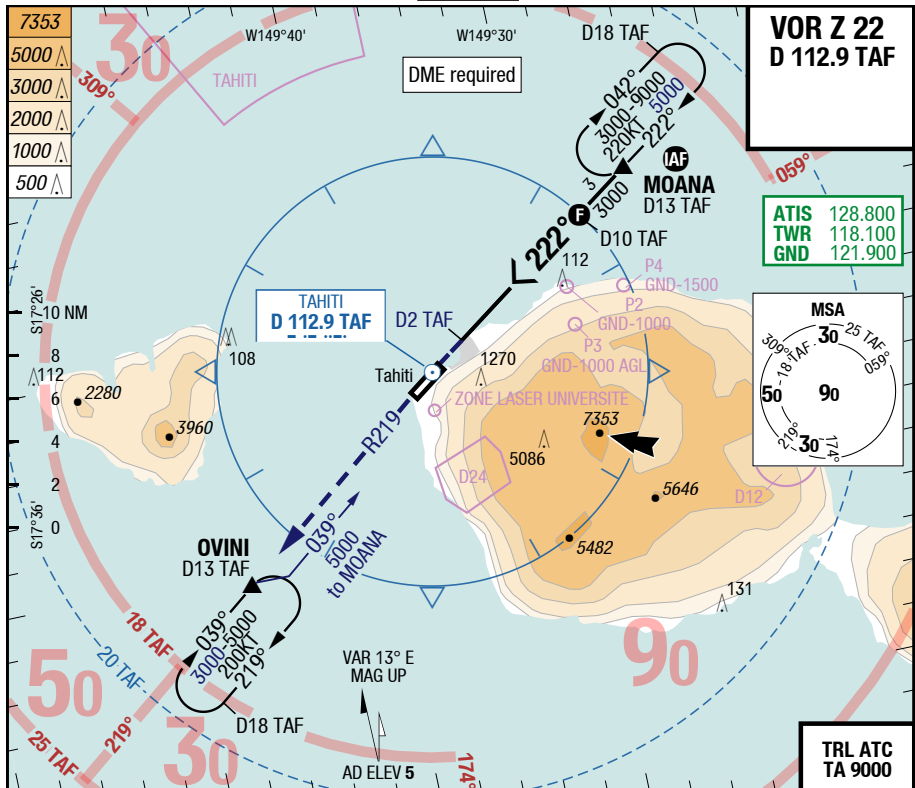 7353
5000
3000
2000
1000
500
30
309°
TAHITI
W149°40'
W149°30'
DME required
D18 TAF
042°
3000-9000
220KT 5000
222°
IAF
MOANA
D13 TAF
3
3000
F
D10 TAF
222°
VOR Z 22
D 112.9 TAF
059°
ATIS 128.800
TWR 118.100
GND 121.900
MSA
30
25 TAF
309°
18 TAF
059°
50
90
219°
30
174°
112
P4
GND-1500
P2
GND-1000
P3
GND-1000 AGL
TAHITI
D 112.9 TAF
D2 TAF
S17°26'
10 NM
8
6
4
2
0
S17°36'
108
112
2280
3960
Tahiti
1270
ZONE LASER UNIVERSITE
7353
5086
D24
5646
D12
5482
131
R219
039°
5000
to MOANA
OVINI
D13 TAF
039°
3000-5000
200KT
219°
D18 TAF
18 TAF
20 TAF
50
25 TAF
219°
30
VAR 13° E
MAG UP
AD ELEV 5
174°
90
TRL ATC
TA 9000